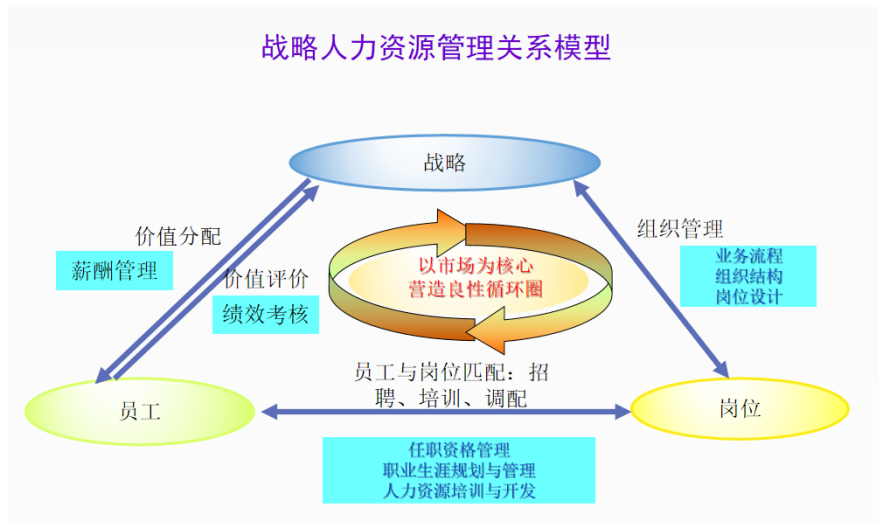 战略人力资源管理关系模型
战略
价值分配
薪酬管理
价值评价
绩效考核
以市场为核心
营造良性循环圈
组织管理
业务流程
组织结构
岗位设计
员工与岗位匹配：招
聘、培训、调配
员工
岗位
任职资格管理
职业生涯规划与管理
人力资源培训与开发